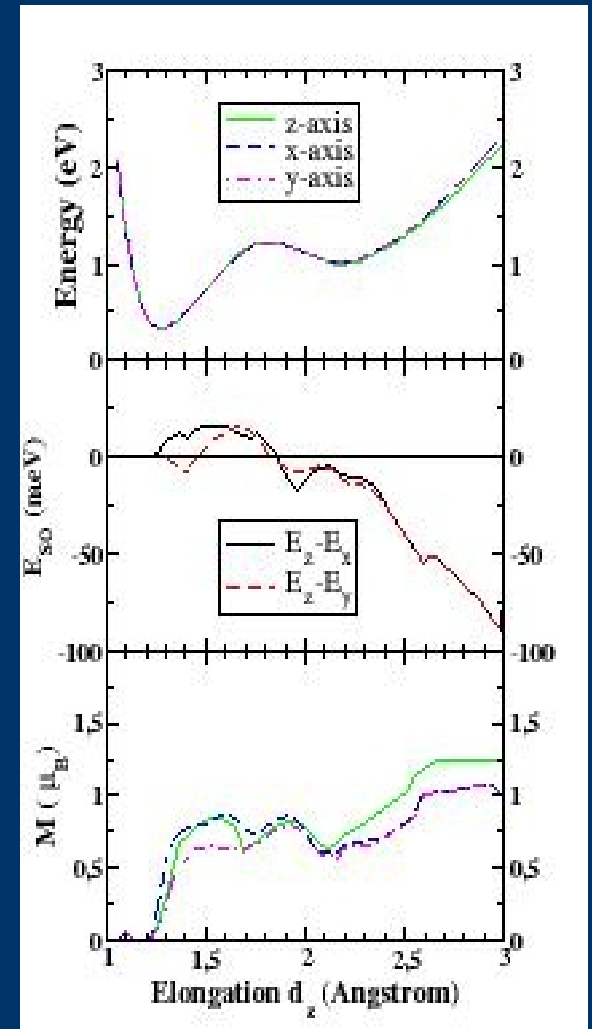 3 3
z-axis
x-axis
y-axis
Energy (eV)
2 2
1 1
0 0
0 0
E_SO (meV)
-50 -50
E_z-E_x
E_z-E_y
-100 -100
1,5 1,5
M ( μ_B)
1 1
0,5 0,5
0 0
1 1,5 2 2,5 3
Elongation d_z (Angstrom)